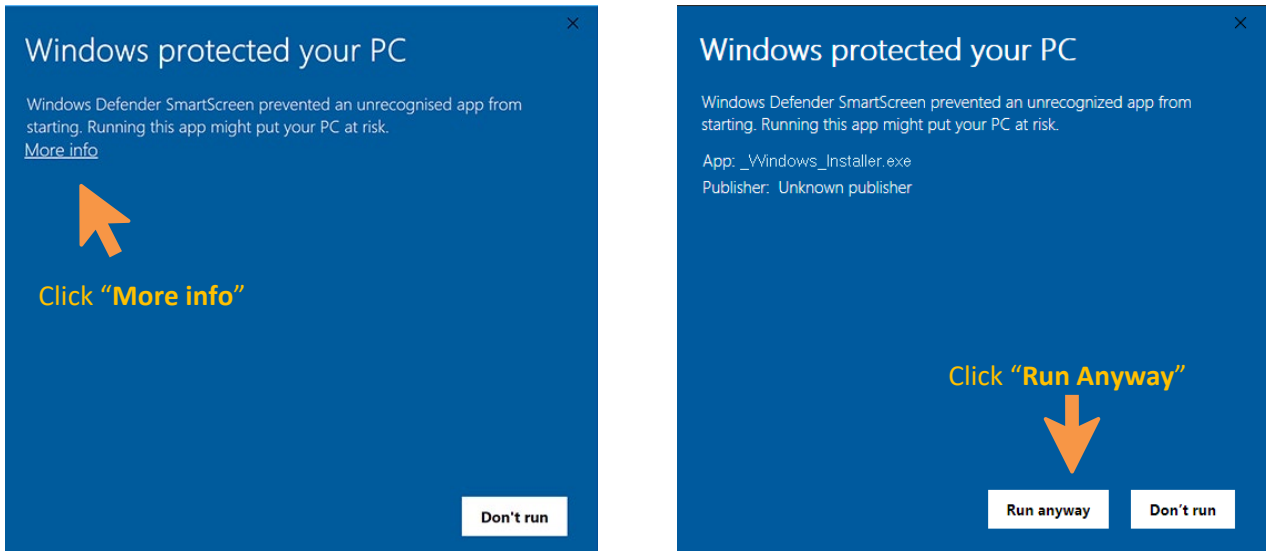 Windows protected your PC
Windows Defender SmartScreen prevented an unrecognised app from
starting. Running this app might put your PC at risk.
More info
Click “More info”
Don't run
Windows protected your PC
Windows Defender SmartScreen prevented an unrecognized app from
starting. Running this app might put your PC at risk.
App: _Windows_Installer.exe
Publisher: Unknown publisher
Click “Run Anyway”
Run anyway
Don't run